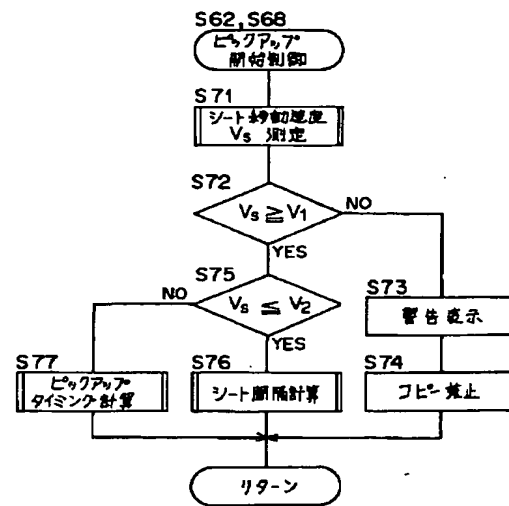 S62, S68
ピックアップ
開始制御
S71
シート移動速度
Vs 測定
S72
Vs ≧ V1
NO
YES
S75
Vs ≦ V2
NO
YES
S73
警告表示
S77
ピックアップ
タイミング計算
S76
シート間隔計算
S74
コピー禁止
リターン